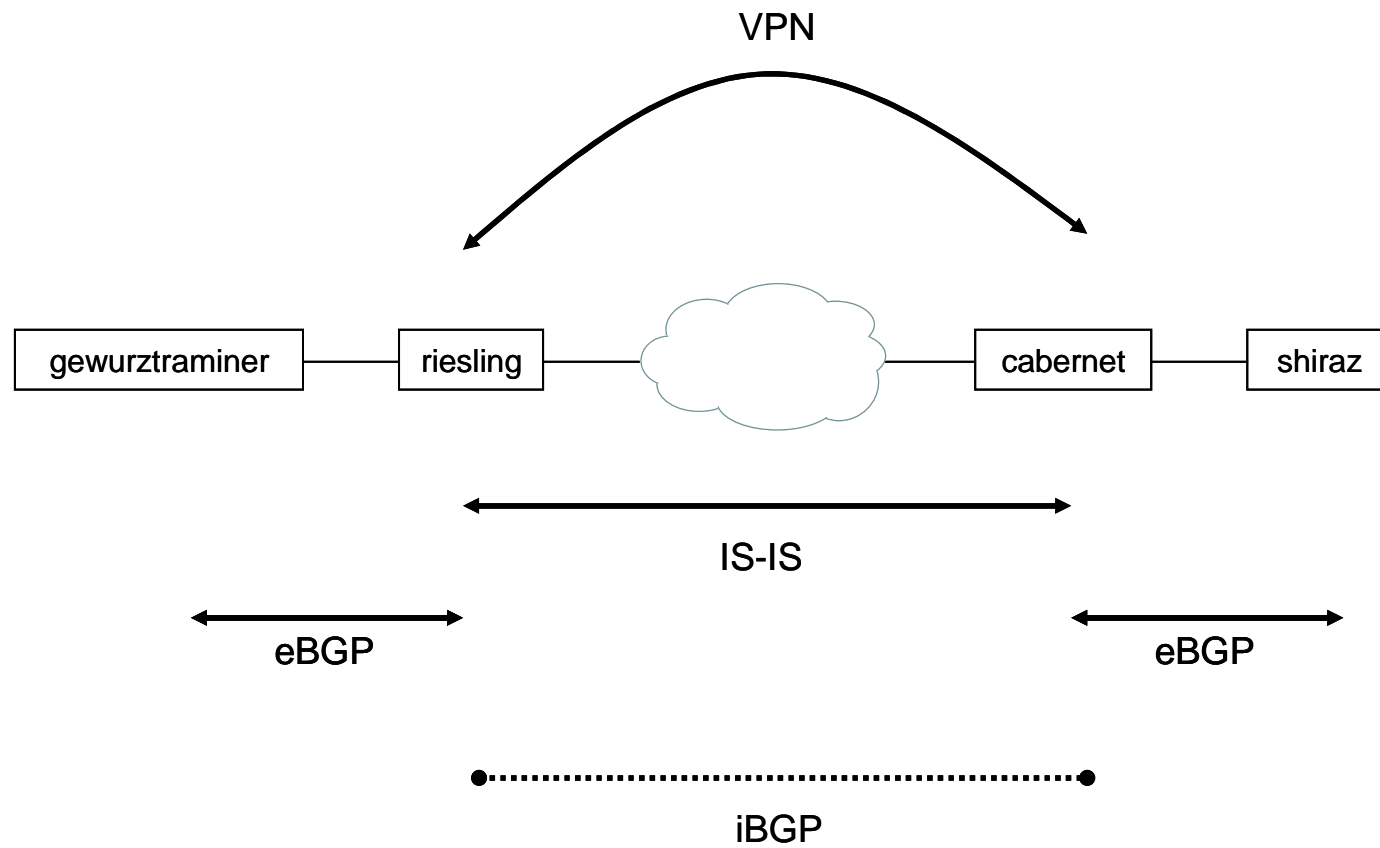 VPN
gewurztraminer
riesling
cabernet
shiraz
IS-IS
eBGP
eBGP
iBGP